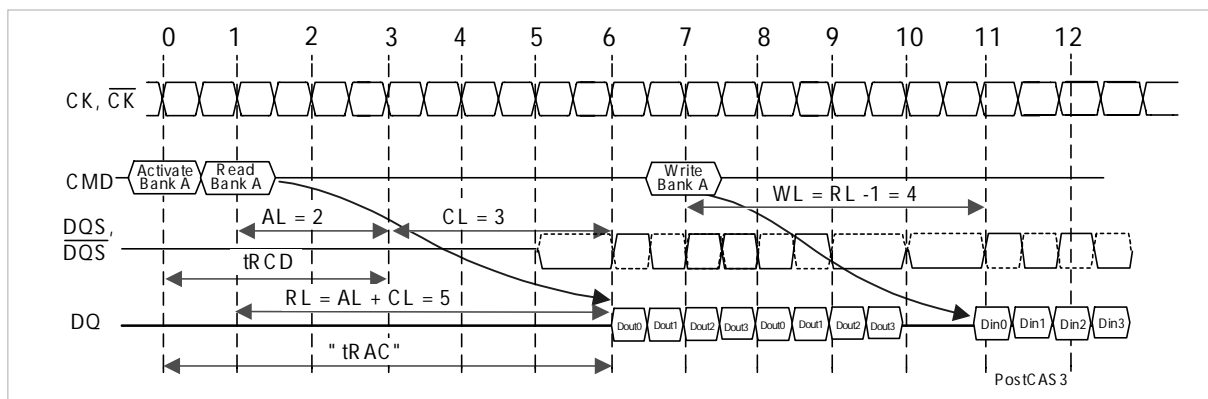 0 1 2 3 4 5 6 7 8 9 10 11 12
CK, CK
CMD
Activate
Bank A
Read
Bank A
Write
Bank A
WL = RL -1 = 4
AL = 2
CL = 3
DQS,
DQS
tRCD
RL = AL + CL = 5
DQ
Dout0 Dout1 Dout2 Dout3 Dout0 Dout1 Dout2 Dout3
Din0 Din1 Din2 Din3
"tRAC"
PostCAS3